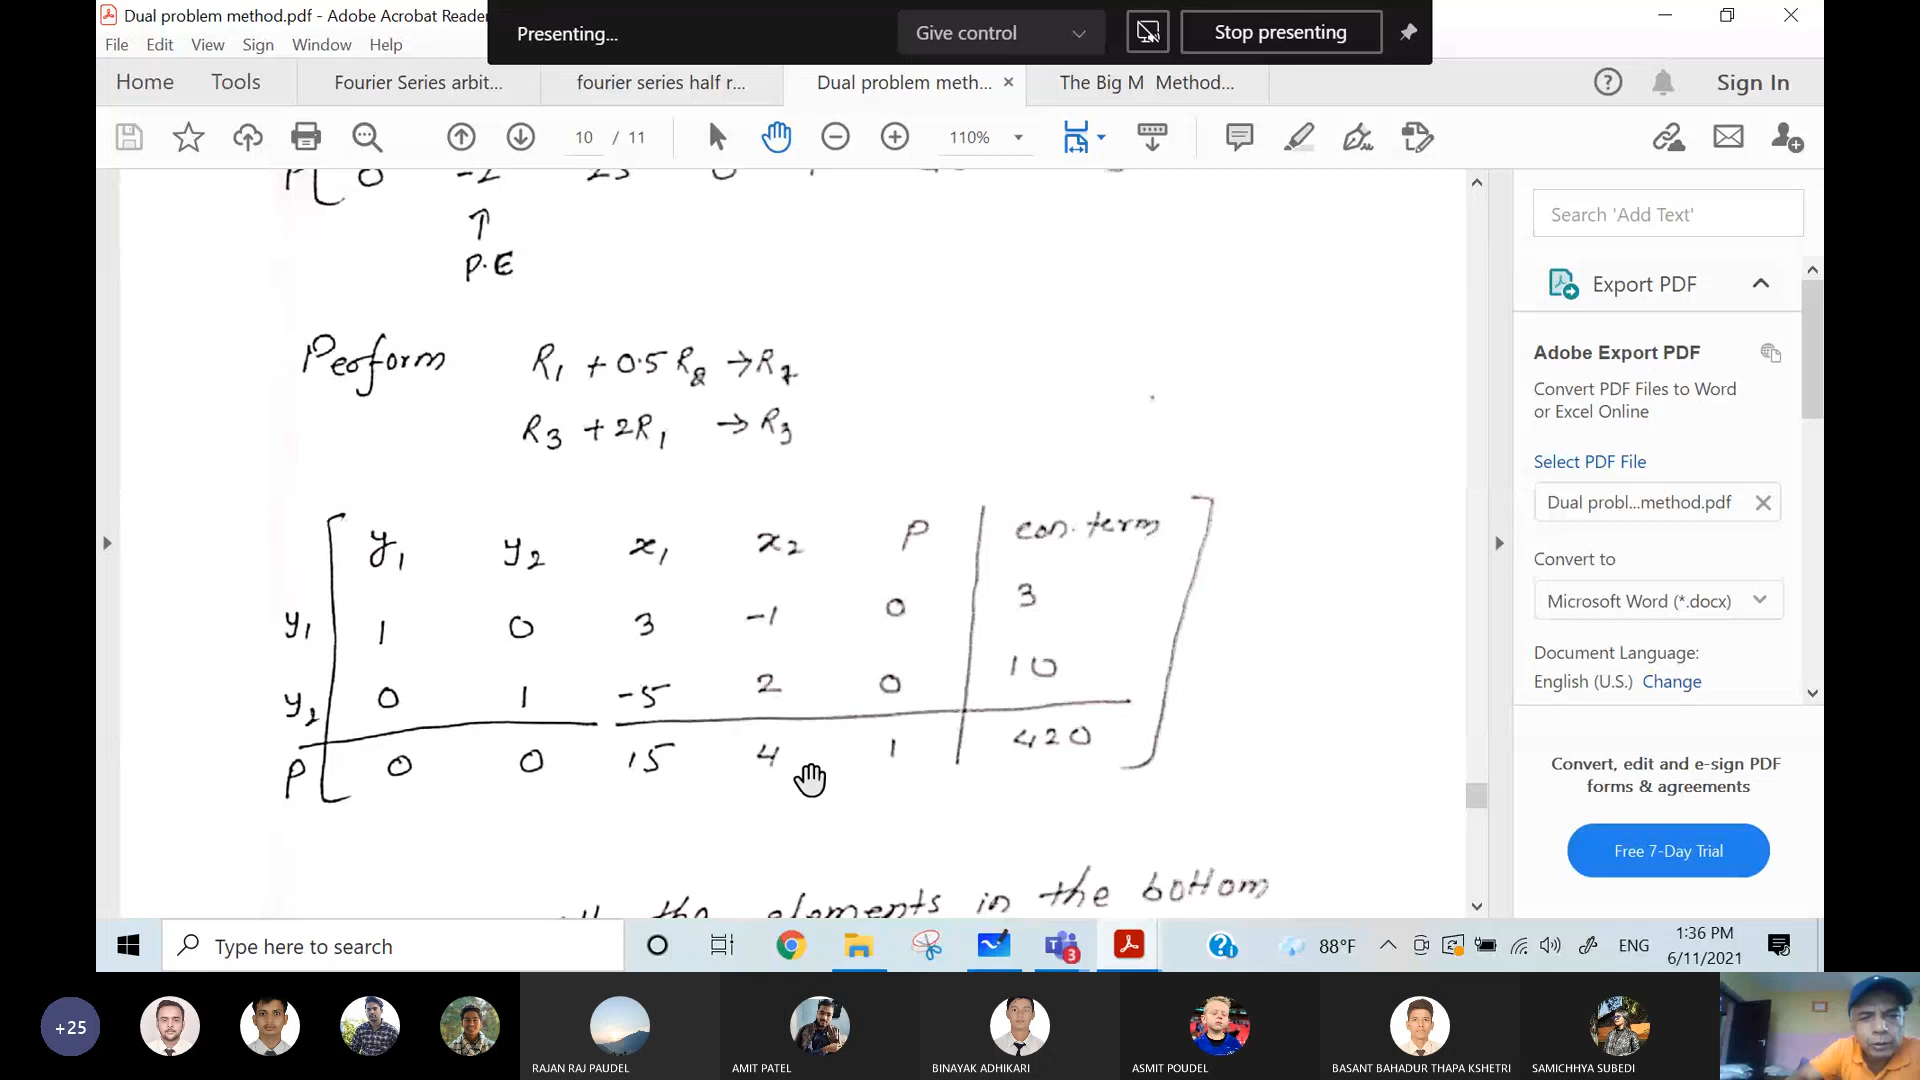 Dual problem method.pdf - Adobe Acrobat Reade
Presenting...
Give control
Stop presenting
File Edit View Sign Window Help
Home Tools Fourier Series arbit... fourier series half r... Dual problem meth... The Big M Method... Sign In
10 / 11 110%
P.E
Perform R1 + 0.5 R2 → R1
R3 + 2R1 → R3
y1 y2 x1 x2 P con. term
y1 1 0 3 -1 0 3
y2 0 1 -5 2 0 10
P 0 0 15 4 1 420
the elements in the bottom
Search 'Add Text'
Export PDF
Adobe Export PDF
Convert PDF Files to Word
or Excel Online
Select PDF File
Dual probl...method.pdf
Convert to
Microsoft Word (*.docx)
Document Language:
English (U.S.) Change
Convert, edit and e-sign PDF
forms & agreements
Free 7-Day Trial
Type here to search
3
88°F
ENG
1:36 PM
6/11/2021
+25
RAJAN RAJ PAUDEL
AMIT PATEL
BINAYAK ADHIKARI
ASMIT POUDEL
BASANT BAHADUR THAPA KSHETRI
SAMICHHYA SUBEDI